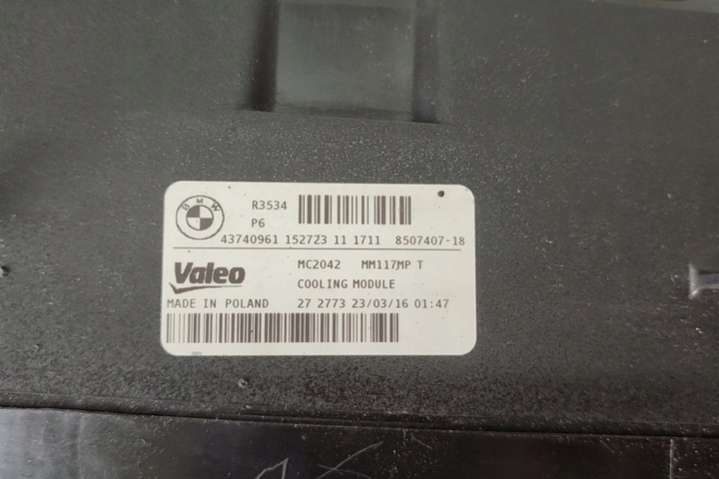 BMW
R3534
P6
43740961 152723 11 1711 8507407-18
Valeo
MC2042 MM117MP T
COOLING MODULE
MADE IN POLAND 27 2773 23/03/16 01:47